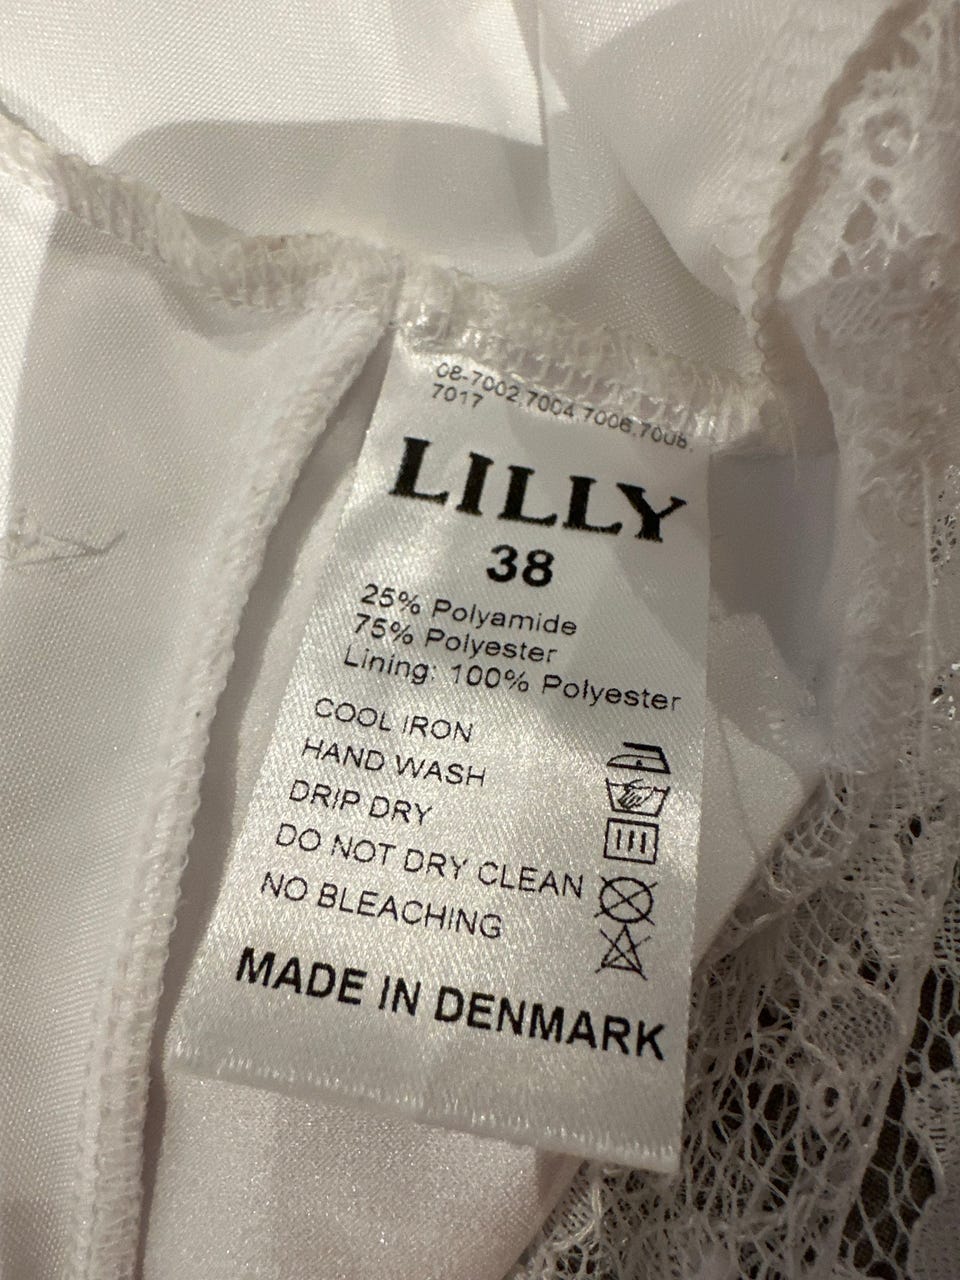 08-7002,7004,7006,7008,
7017
LILLY
38
25% Polyamide
75% Polyester
Lining: 100% Polyester
COOL IRON
HAND WASH
DRIP DRY
DO NOT DRY CLEAN
NO BLEACHING
MADE IN DENMARK